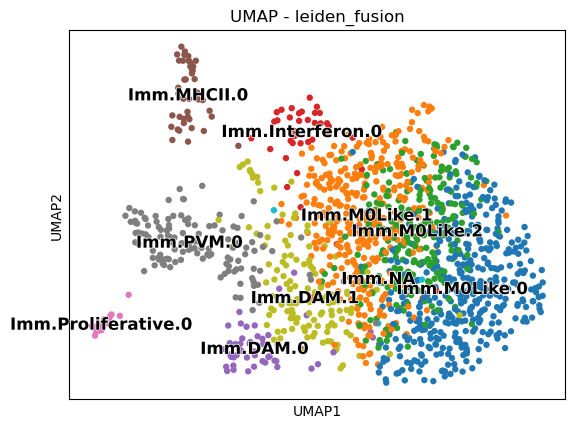 UMAP - leiden_fusion
Imm.MHCII.0
Imm.Interferon.0
Imm.M0Like.1
Imm.M0Like.2
Imm.PVM.0
Imm.NA
Imm.M0Like.0
Imm.DAM.1
Imm.Proliferative.0
Imm.DAM.0
UMAP2
UMAP1